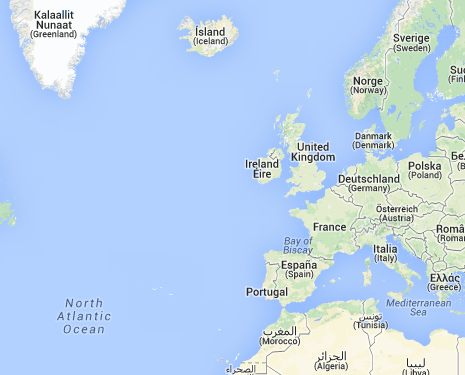 Kalaallit
Nunaat
(Greenland)
Ísland
(Iceland)
Sverige
(Sweden)
Norge
(Norway)
Danmark
(Denmark)
United
Kingdom
Ireland
Éire
Polska
(Poland)
Deutschland
(Germany)
Österreich
(Austria)
France
Bay of
Biscay
Italia
(Italy)
España
(Spain)
Portugal
Ελλάς
(Greece)
North
Atlantic
Ocean
Mediterranean
Sea
تونس
(Tunisia)
المغرب
(Morocco)
الجزائر
(Algeria)
ليبيا
(Libya)
الصحراء